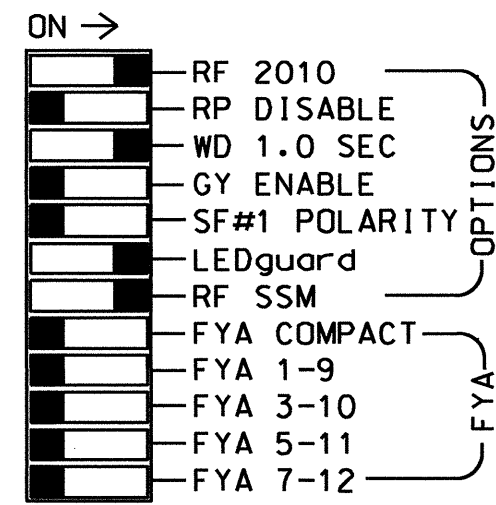 ON →
RF 2010
RP DISABLE
WD 1.0 SEC
GY ENABLE
SF#1 POLARITY
LEDguard
RF SSM
OPTIONS
FYA COMPACT
FYA 1-9
FYA 3-10
FYA 5-11
FYA 7-12
FYA